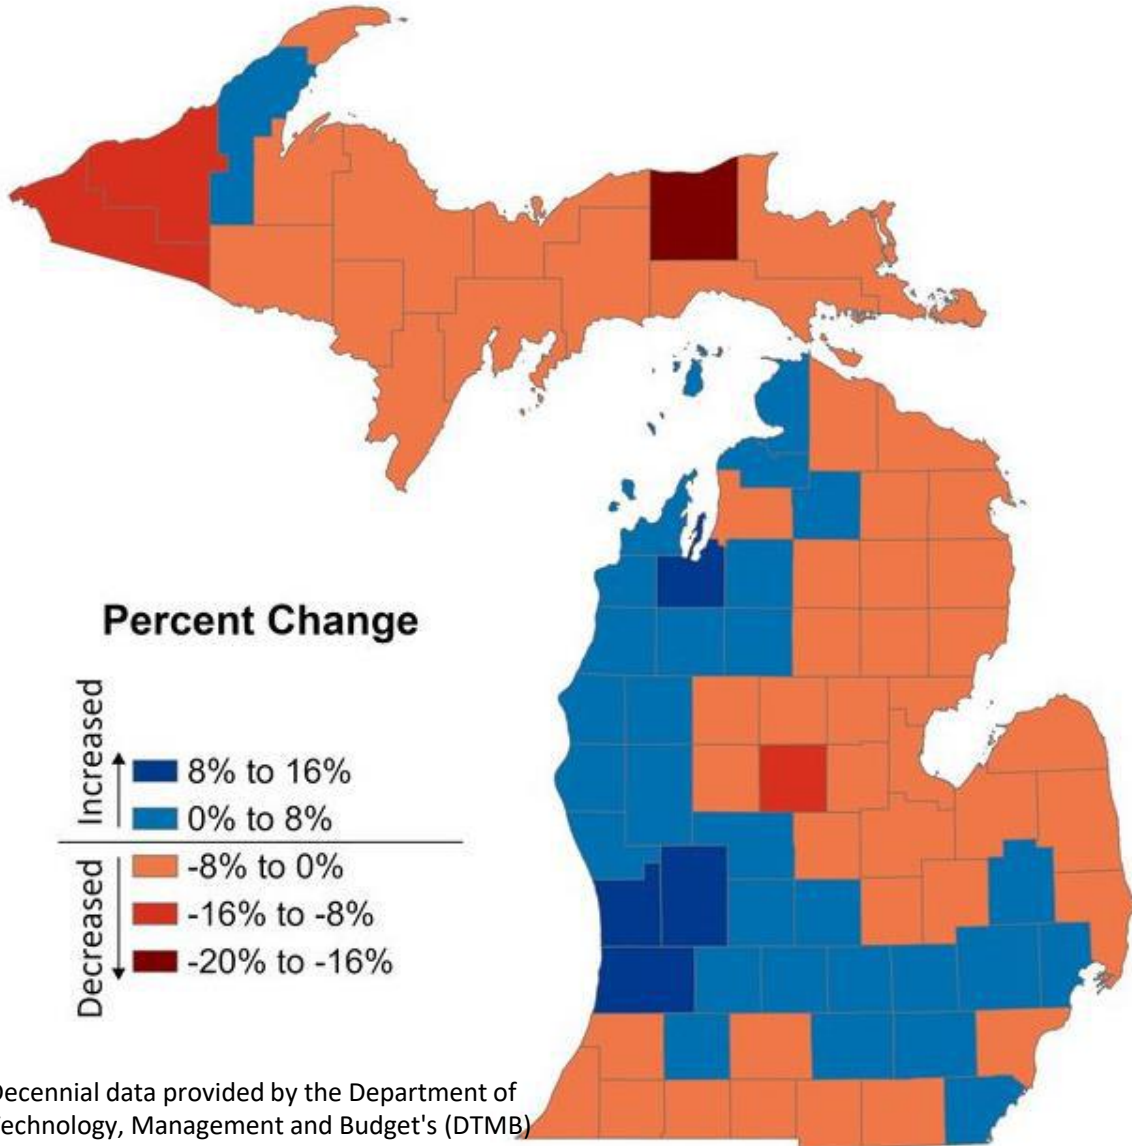 Percent Change
Increased
8% to 16%
0% to 8%
Decreased
-8% to 0%
-16% to -8%
-20% to -16%
Decennial data provided by the Department of
Technology, Management and Budget's (DTMB)